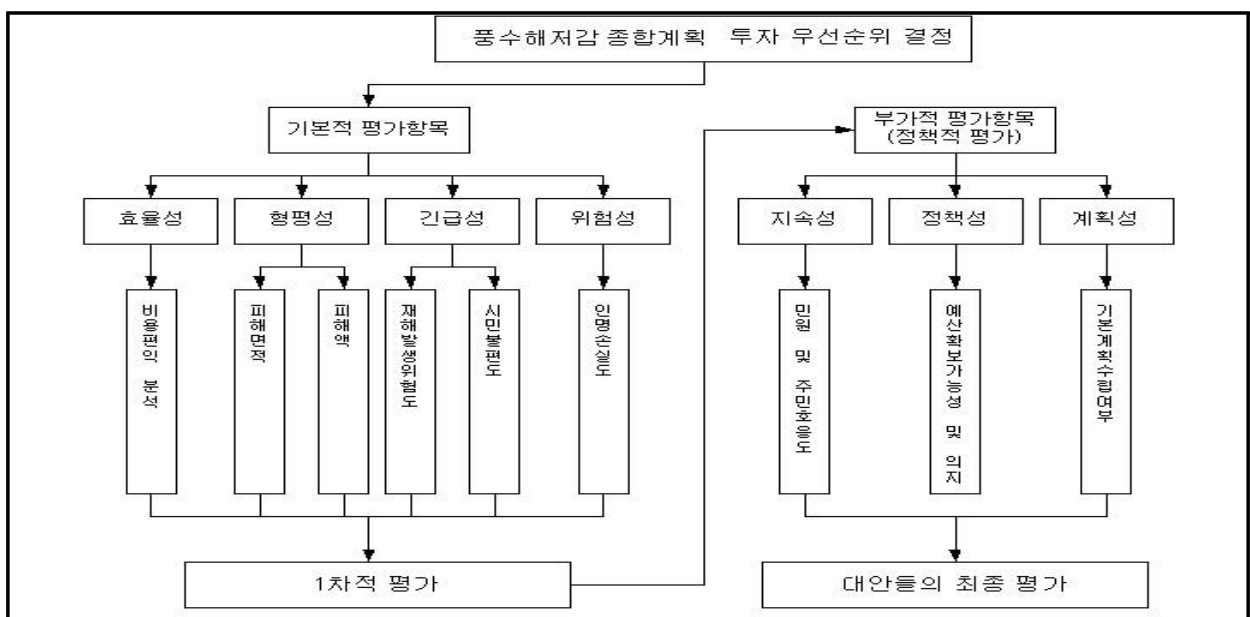 풍수해저감 종합계획 투자 우선순위 결정
기본적 평가항목
부가적 평가항목
(정책적 평가)
효율성
형평성
긴급성
위험성
지속성
정책성
계획성
비용편익 분석
피해면적
피해액
재해발생위험도
시민불편도
인명손실도
민원 및 주민호응도
예산확보가능성 및 의지
기본계획수립여부
1차적 평가
대안들의 최종 평가